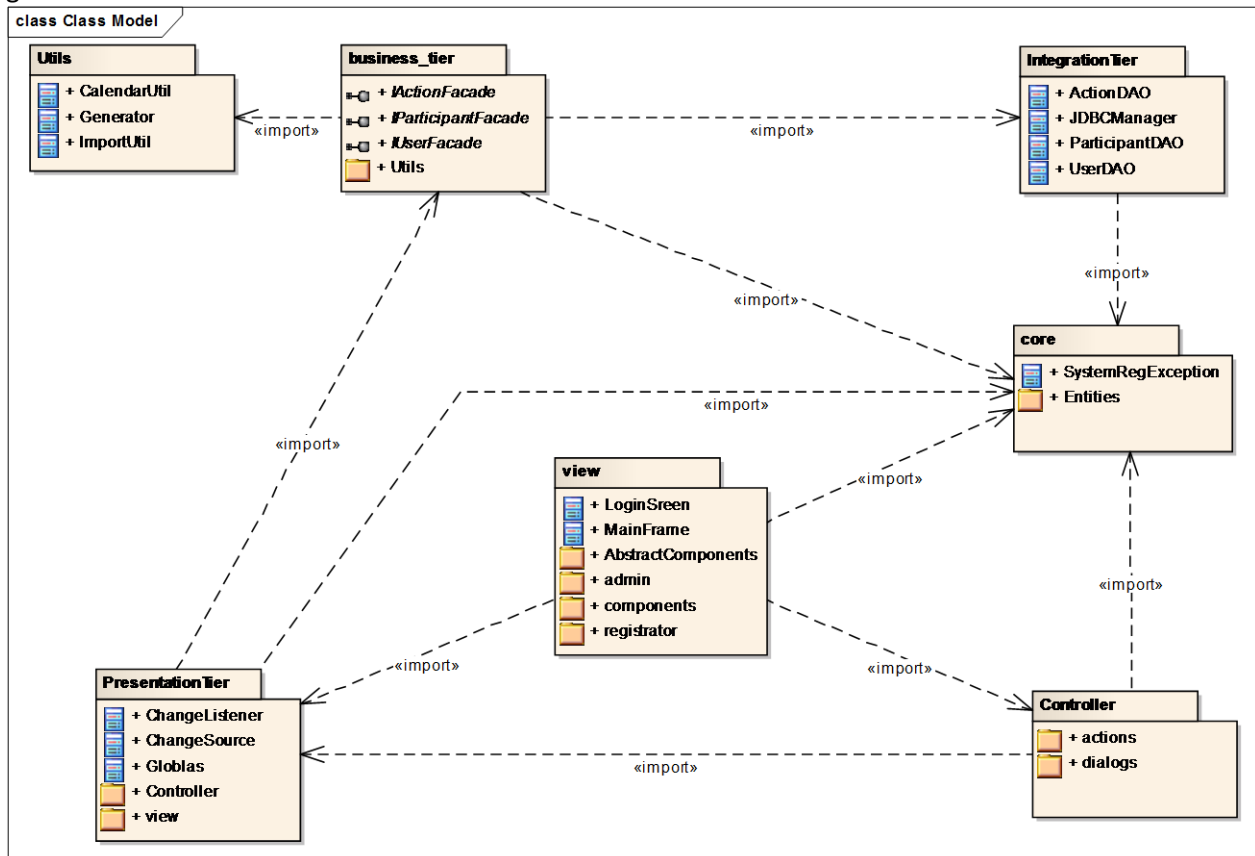 class Class Model
Utils
+ CalendarUtil
+ Generator
+ ImportUtil
«import»
business_tier
+ IActionFacade
+ IParticipantFacade
+ IUserFacade
+ Utils
«import»
IntegrationTier
+ ActionDAO
+ JDBCManager
+ ParticipantDAO
+ UserDAO
«import»
«import»
core
+ SystemRegException
+ Entities
«import»
«import»
view
+ LoginSreen
+ MainFrame
+ AbstractComponents
+ admin
+ components
+ registrator
«import»
«import»
«import»
«import»
PresentationTier
+ ChangeListener
+ ChangeSource
+ Globlas
+ Controller
+ view
Controller
+ actions
+ dialogs
«import»